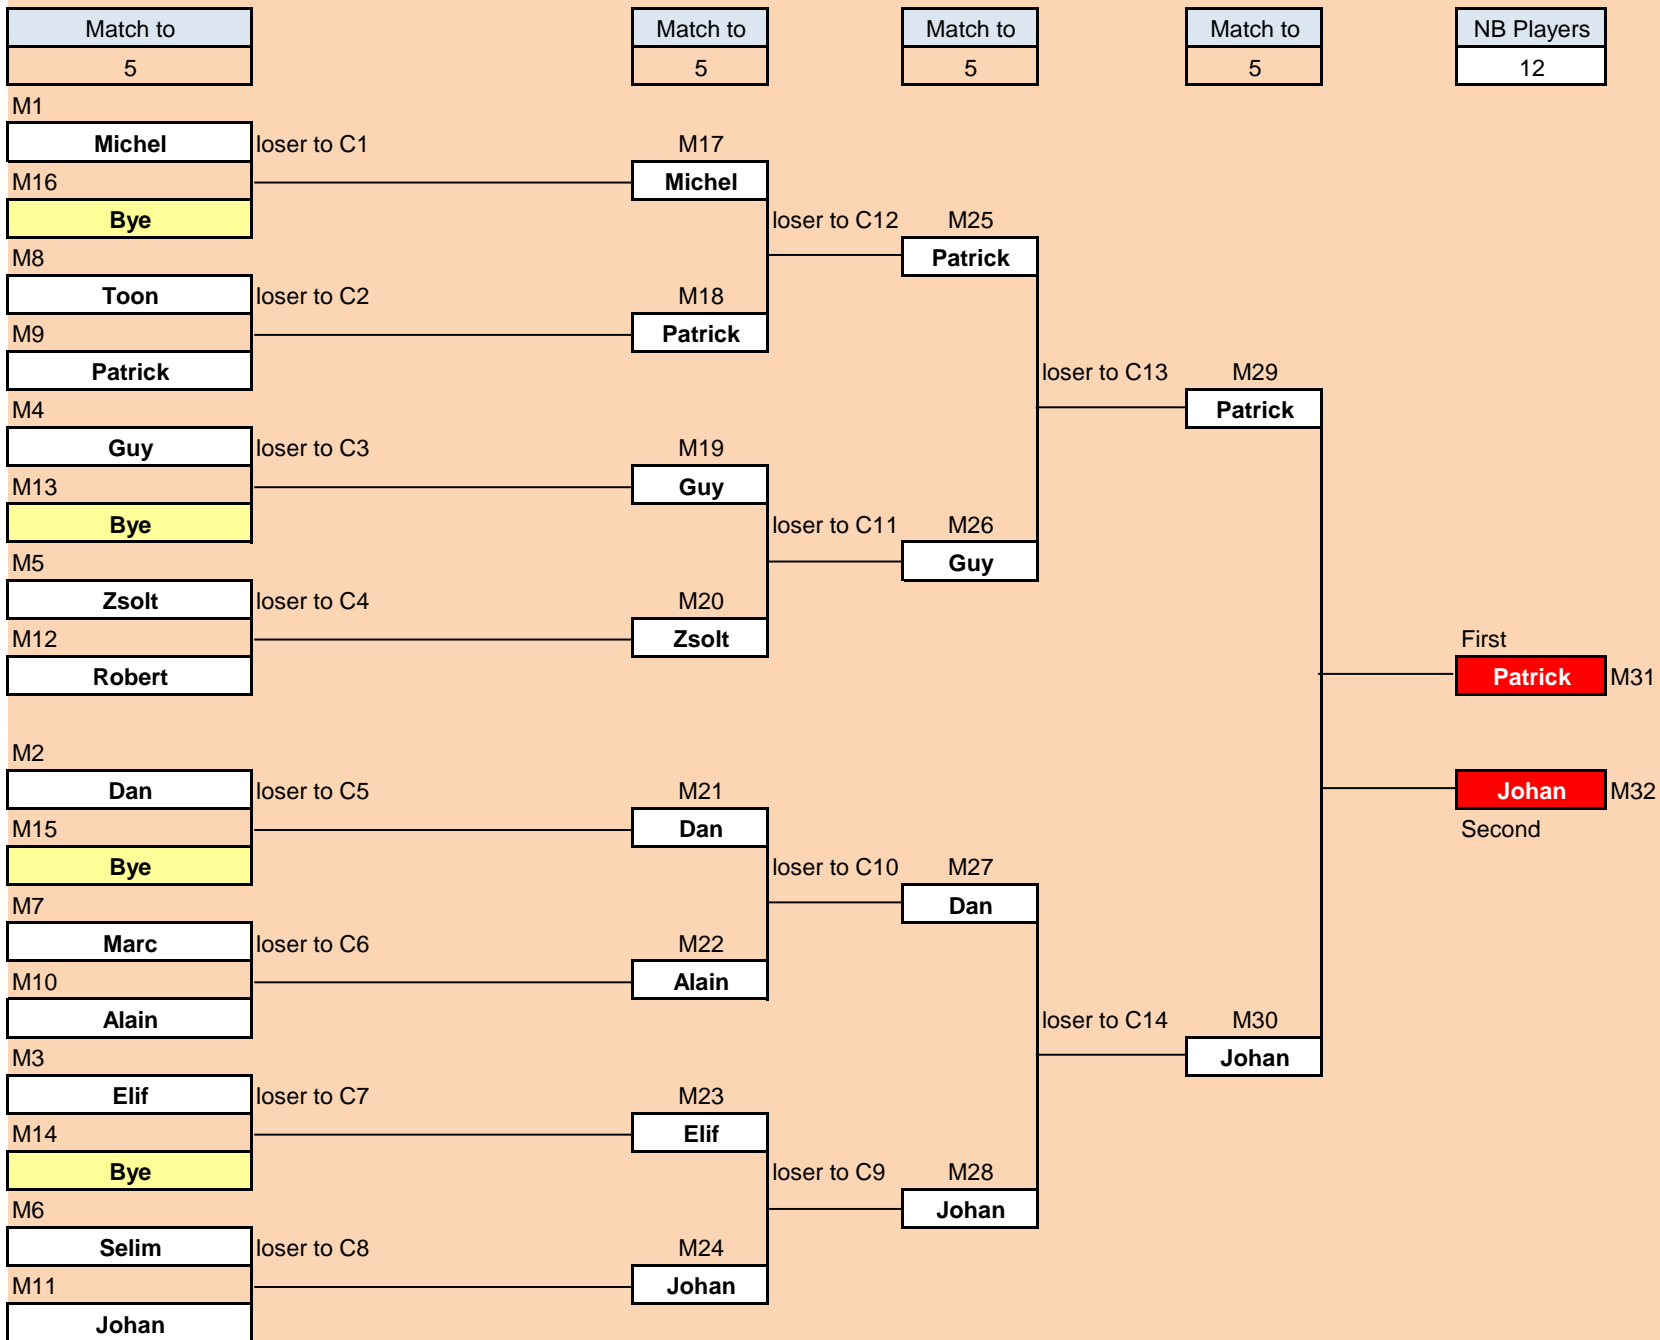 Match to Match to Match to Match to NB Players
5 5 5 5 12
M1
Michel loser to C1 M17
M16 Michel
Bye loser to C12 M25
M8 Patrick
Toon loser to C2 M18
M9 Patrick
Patrick loser to C13 M29
M4 Patrick
Guy loser to C3 M19
M13 Guy
Bye loser to C11 M26
M5 Guy
Zsolt loser to C4 M20
M12 Zsolt First
Robert Patrick M31
M2
Dan loser to C5 M21 Johan M32
M15 Dan Second
Bye loser to C10 M27
M7 Dan
Marc loser to C6 M22
M10 Alain
Alain loser to C14 M30
M3 Johan
Elif loser to C7 M23
M14 Elif
Bye loser to C9 M28
M6 Johan
Selim loser to C8 M24
M11 Johan
Johan